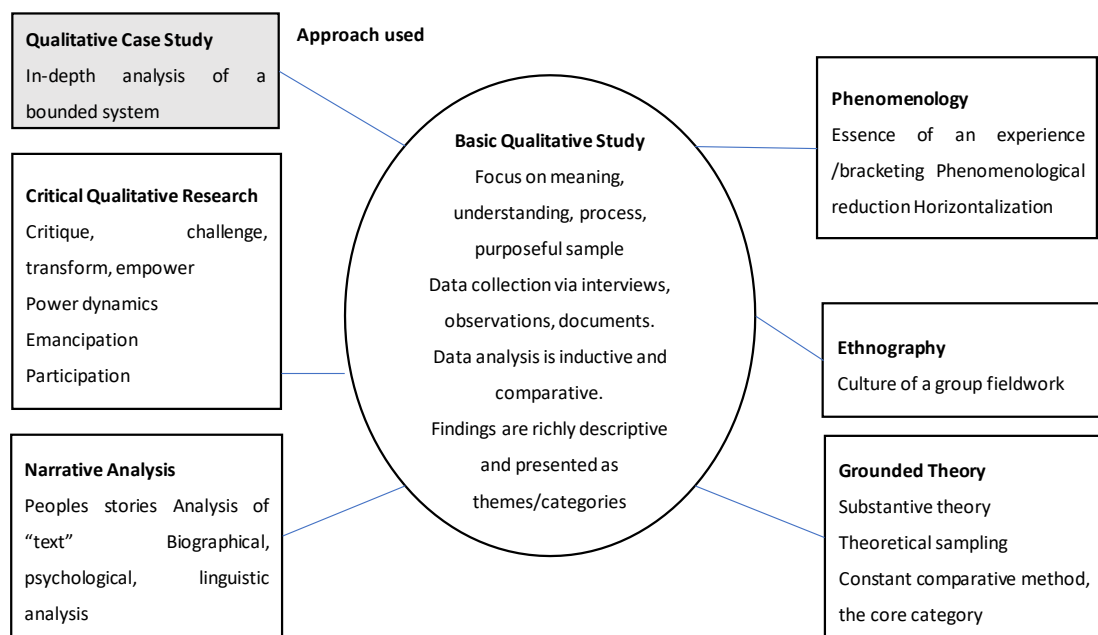 Qualitative Case Study
In-depth analysis of a
bounded system
Approach used
Critical Qualitative Research
Critique, challenge,
transform, empower
Power dynamics
Emancipation
Participation
Narrative Analysis
Peoples stories Analysis of
“text” Biographical,
psychological, linguistic
analysis
Basic Qualitative Study
Focus on meaning,
understanding, process,
purposeful sample
Data collection via interviews,
observations, documents.
Data analysis is inductive and
comparative.
Findings are richly descriptive
and presented as
themes/categories
Phenomenology
Essence of an experience
/bracketing Phenomenological
reduction Horizontalization
Ethnography
Culture of a group fieldwork
Grounded Theory
Substantive theory
Theoretical sampling
Constant comparative method,
the core category